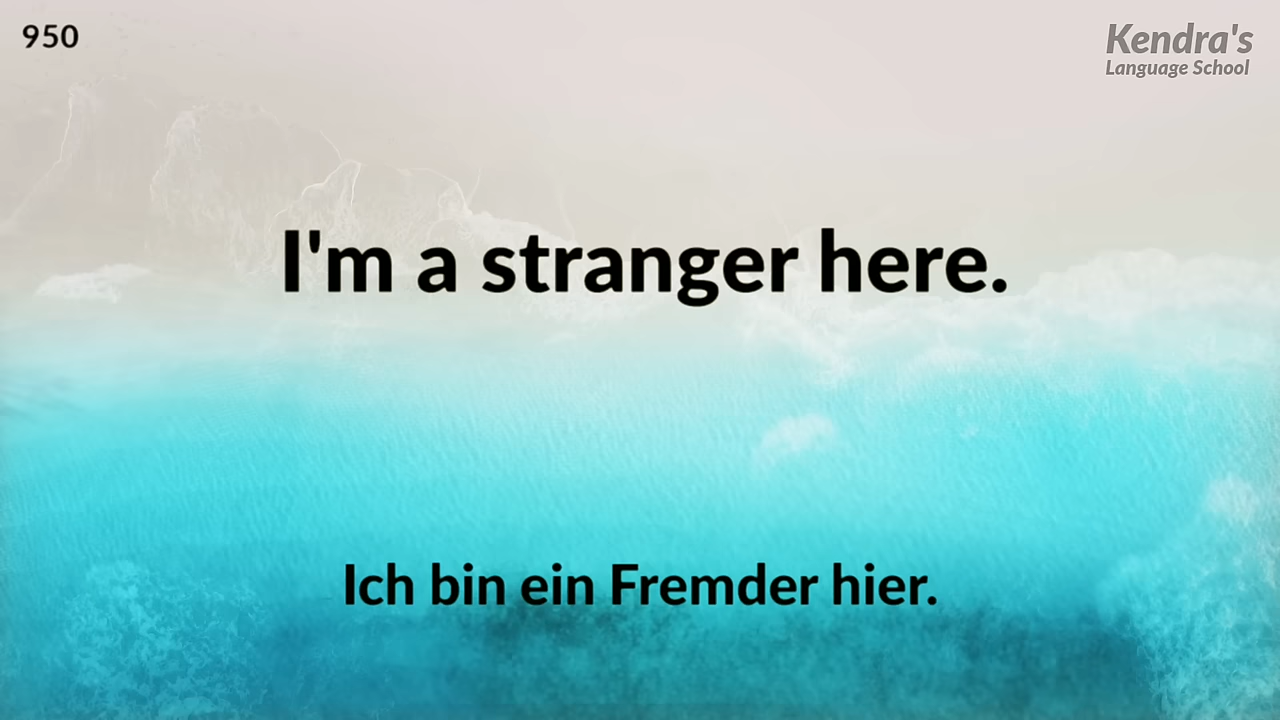 950
Kendra's
Language School
I'm a stranger here.
Ich bin ein Fremder hier.